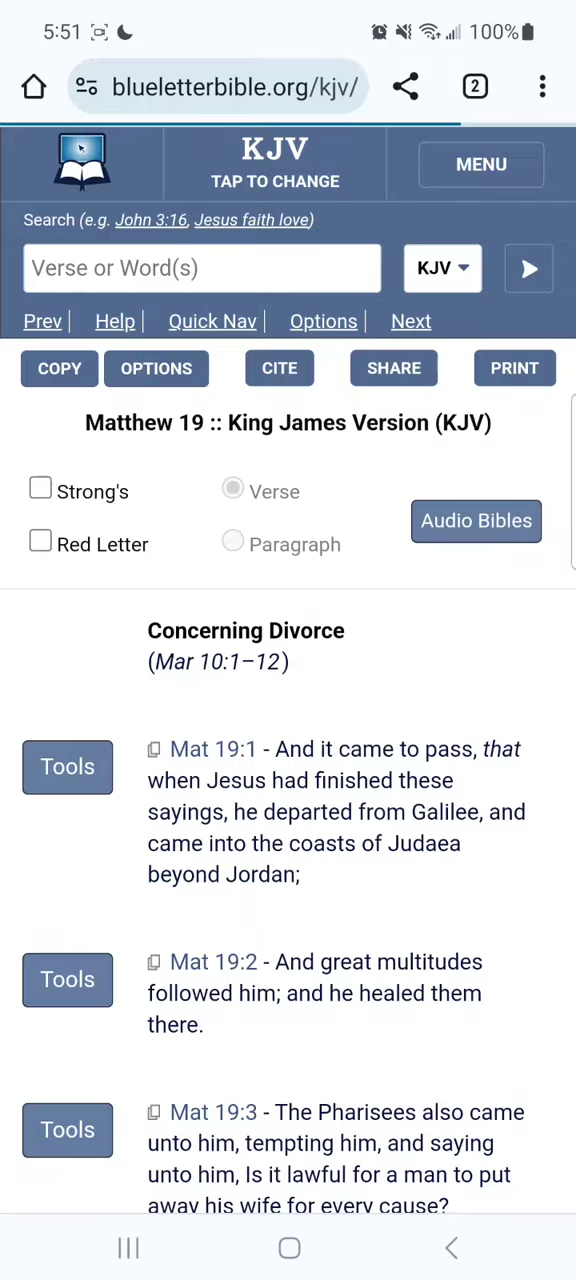 5:51 100%
blueletterbible.org/kjv/ 2
KJV
TAP TO CHANGE
MENU
Search (e.g. John 3:16, Jesus faith love)
Verse or Word(s) KJV
Prev| Help| Quick Nav| Options| Next
COPY OPTIONS CITE SHARE PRINT
Matthew 19 :: King James Version (KJV)
Strong's Verse
Audio Bibles
Red Letter Paragraph
Concerning Divorce
(Mar 10:1–12)
Tools
Mat 19:1 - And it came to pass, that
when Jesus had finished these
sayings, he departed from Galilee, and
came into the coasts of Judaea
beyond Jordan;
Tools
Mat 19:2 - And great multitudes
followed him; and he healed them
there.
Tools
Mat 19:3 - The Pharisees also came
unto him, tempting him, and saying
unto him, Is it lawful for a man to put
away his wife for every cause?